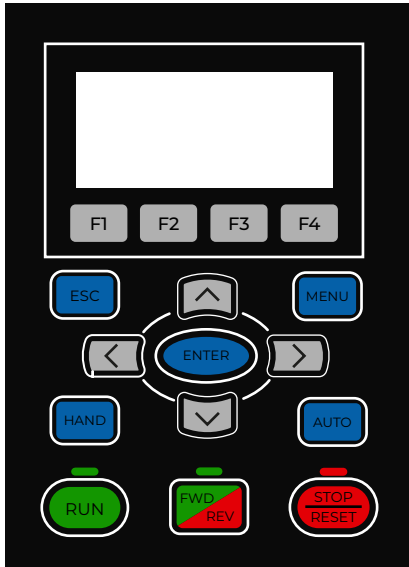 F1 F2 F3 F4
ESC MENU
ENTER
HAND AUTO
RUN
FWD
REV
STOP
RESET